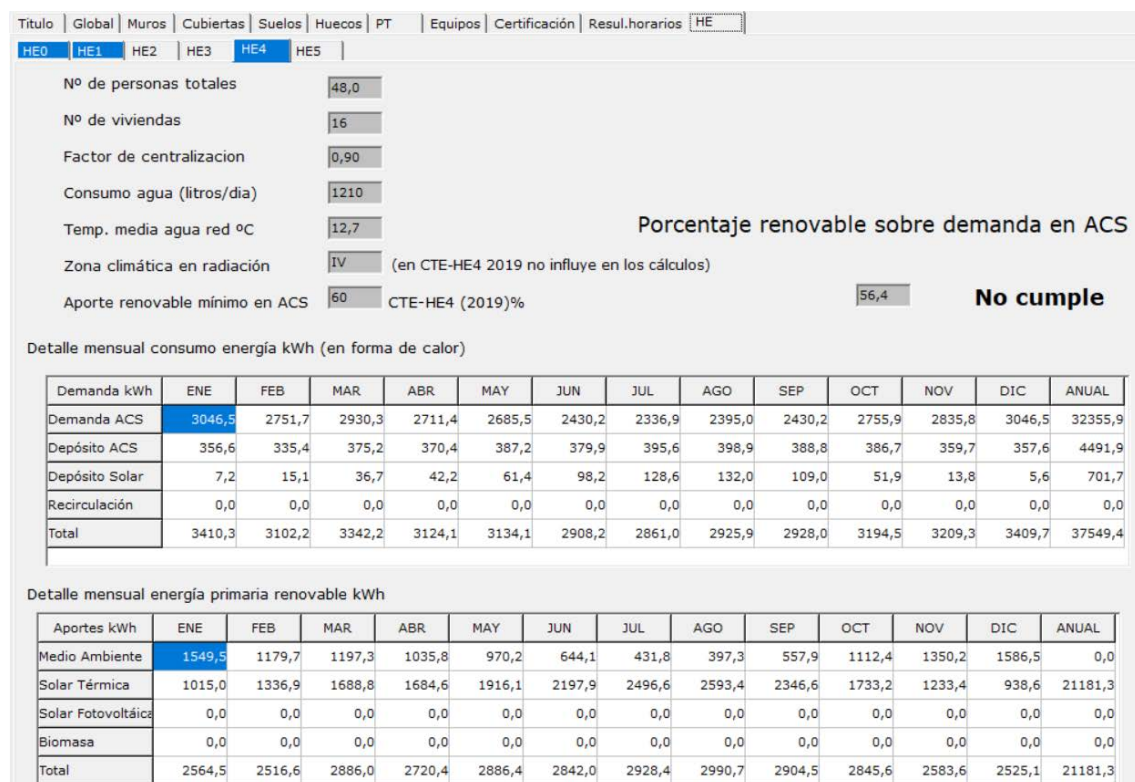 Titulo Global Muros Cubiertas Suelos Huecos PT Equipos Certificación Resul.horarios HE
HE0 HE1 HE2 HE3 HE4 HE5
Nº de personas totales 48,0
Nº de viviendas 16
Factor de centralizacion 0,90
Consumo agua (litros/dia) 1210
Temp. media agua red ºC 12,7 Porcentaje renovable sobre demanda en ACS
Zona climática en radiación IV (en CTE-HE4 2019 no influye en los cálculos)
Aporte renovable mínimo en ACS 60 CTE-HE4 (2019)% 56,4 No cumple
Detalle mensual consumo energía kWh (en forma de calor)
Demanda kWh ENE FEB MAR ABR MAY JUN JUL AGO SEP OCT NOV DIC ANUAL
Demanda ACS 3046,5 2751,7 2930,3 2711,4 2685,5 2430,2 2336,9 2395,0 2430,2 2755,9 2835,8 3046,5 32355,9
Depósito ACS 356,6 335,4 375,2 370,4 387,2 379,9 395,6 398,9 388,8 386,7 359,7 357,6 4491,9
Depósito Solar 7,2 15,1 36,7 42,2 61,4 98,2 128,6 132,0 109,0 51,9 13,8 5,6 701,7
Recirculación 0,0 0,0 0,0 0,0 0,0 0,0 0,0 0,0 0,0 0,0 0,0 0,0 0,0
Total 3410,3 3102,2 3342,2 3124,1 3134,1 2908,2 2861,0 2925,9 2928,0 3194,5 3209,3 3409,7 37549,4
Detalle mensual energía primaria renovable kWh
Aportes kWh ENE FEB MAR ABR MAY JUN JUL AGO SEP OCT NOV DIC ANUAL
Medio Ambiente 1549,5 1179,7 1197,3 1035,8 970,2 644,1 431,8 397,3 557,9 1112,4 1350,2 1586,5 0,0
Solar Térmica 1015,0 1336,9 1688,8 1684,6 1916,1 2197,9 2496,6 2593,4 2346,6 1733,2 1233,4 938,6 21181,3
Solar Fotovoltáica 0,0 0,0 0,0 0,0 0,0 0,0 0,0 0,0 0,0 0,0 0,0 0,0 0,0
Biomasa 0,0 0,0 0,0 0,0 0,0 0,0 0,0 0,0 0,0 0,0 0,0 0,0 0,0
Total 2564,5 2516,6 2886,0 2720,4 2886,4 2842,0 2928,4 2990,7 2904,5 2845,6 2583,6 2525,1 21181,3